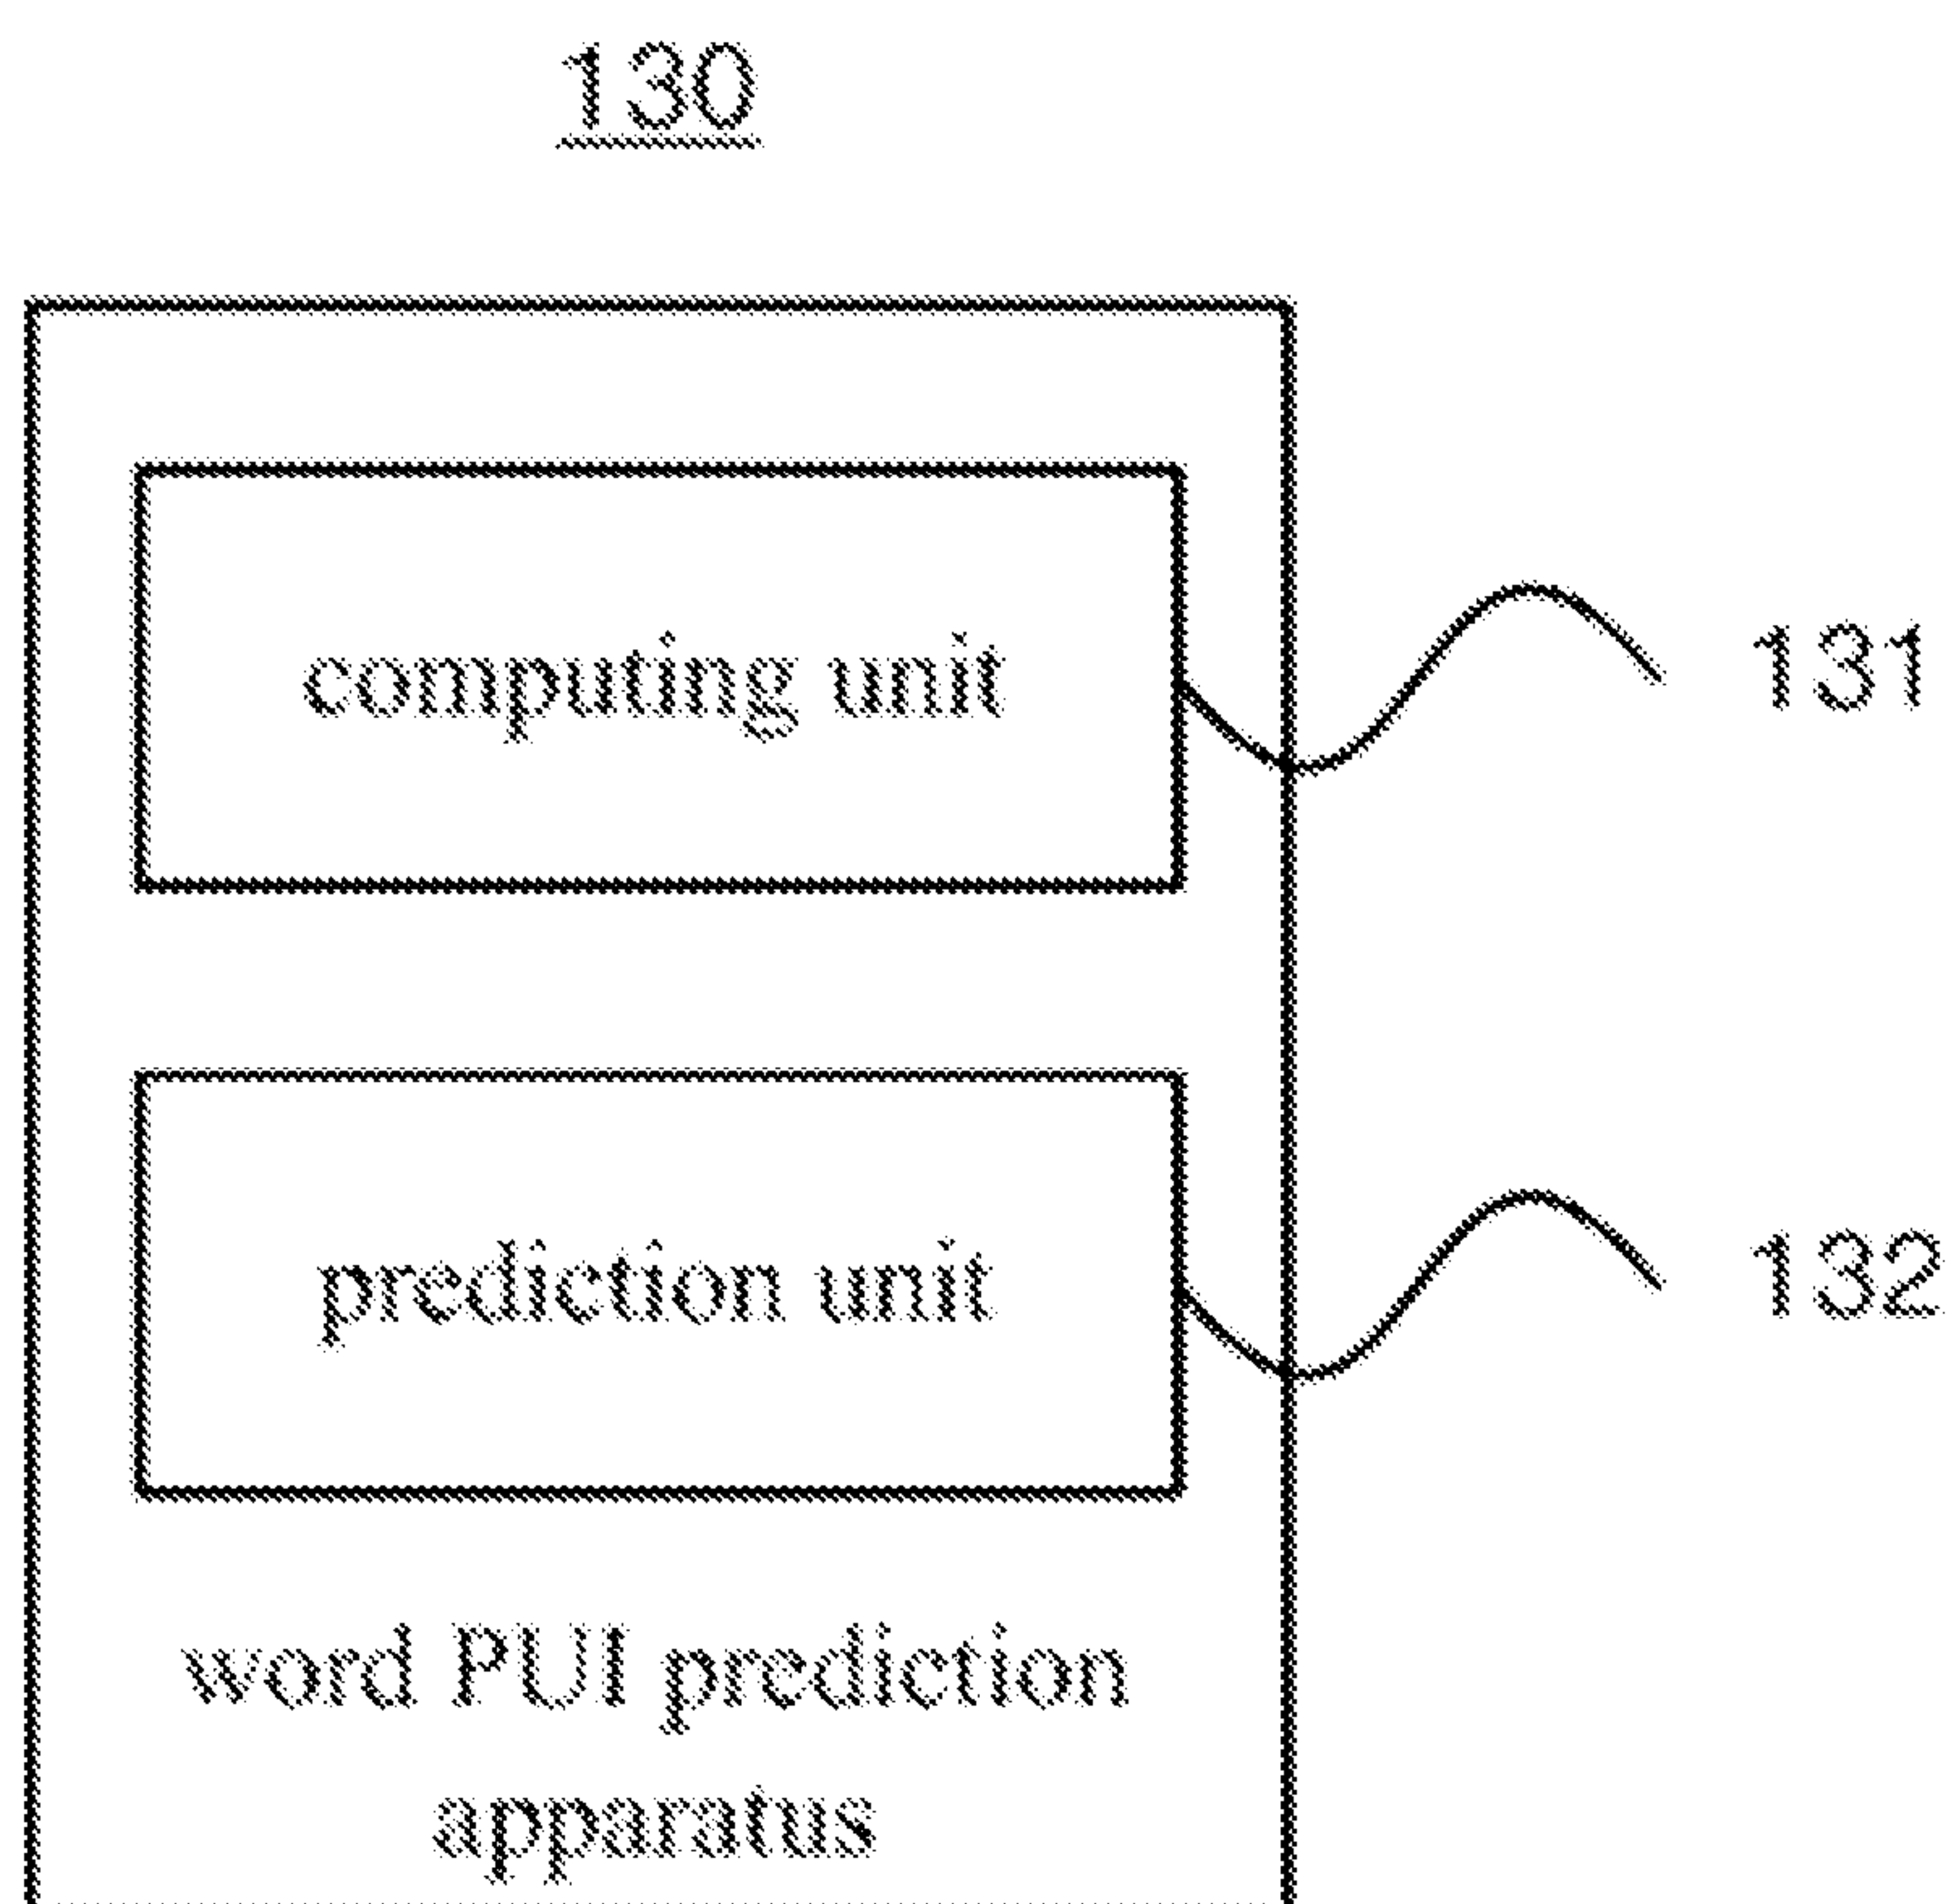 130
computing unit
131
prediction unit
132
word PUI prediction
apparatus